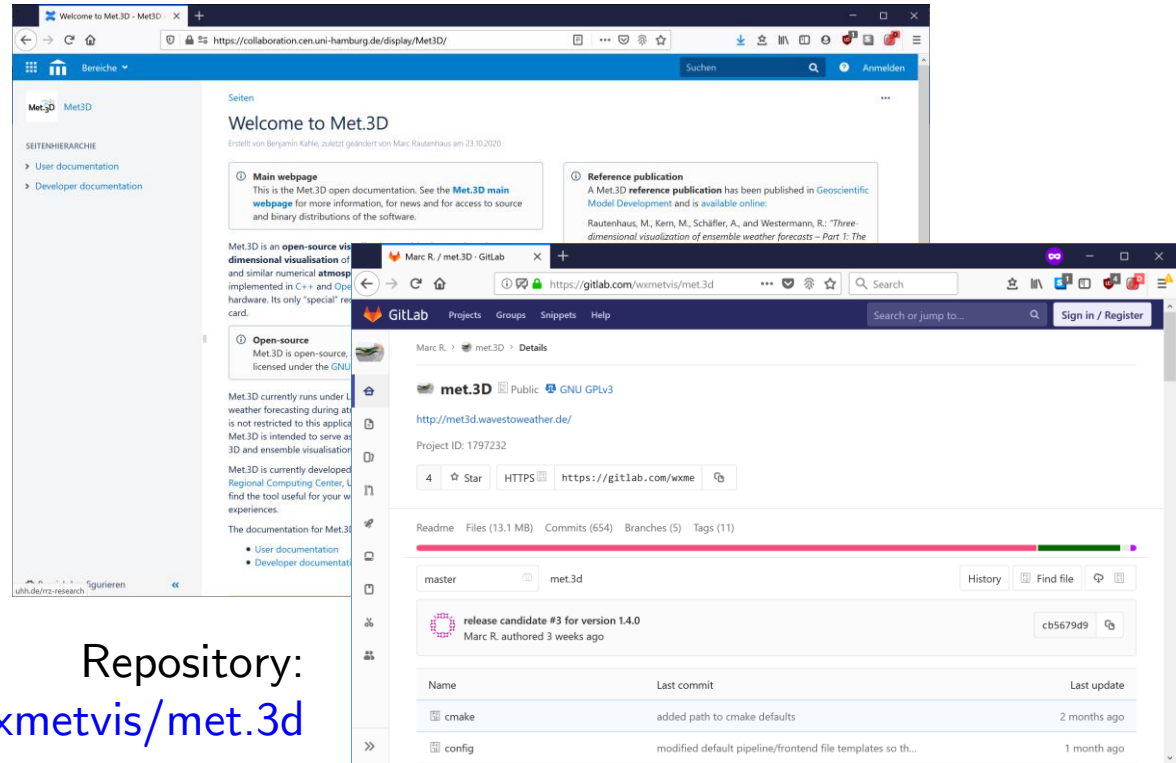 Welcome to Met.3D - Met3D
https://collaboration.cen.uni-hamburg.de/display/Met3D/
Bereiche
Suchen
Anmelden
Met.3D
Met3D
SEITENHIERARCHIE
User documentation
Developer documentation
Seiten
Welcome to Met.3D
Erstellt von Benjamin Kahle, zuletzt geändert von Marc Rautenhaus am 23.10.2020
Main webpage
This is the Met.3D open documentation. See the Met.3D main
webpage for more information, for news and for access to source
and binary distributions of the software.
Reference publication
A Met.3D reference publication has been published in Geoscientific
Model Development and is available online:
Rautenhaus, M., Kern, M., Schäfler, A., and Westermann, R.: "Three-
dimensional visualization of ensemble weather forecasts – Part 1: The
Met.3D is an open-source vis
dimensional visualisation of
and similar numerical atmosp
implemented in C++ and Ope
hardware. Its only "special" re
card.
Open-source
Met.3D is open-source,
licensed under the GNU
Met.3D currently runs under L
weather forecasting during at
is not restricted to this applica
Met.3D is intended to serve as
3D and ensemble visualisation
Met.3D is currently developed
Regional Computing Center, U
find the tool useful for your w
experiences.
The documentation for Met.3D
User documentation
Developer documentati
figurieren
uhh.de/rrz-research
Marc R. / met.3D · GitLab
https://gitlab.com/wxmetvis/met.3d
Search
GitLab
Projects
Groups
Snippets
Help
Search or jump to...
Sign in / Register
Marc R. > met.3D > Details
met.3D Public GNU GPLv3
http://met3d.wavestoweather.de/
Project ID: 1797232
4 Star HTTPS https://gitlab.com/wxme
Readme Files (13.1 MB) Commits (654) Branches (5) Tags (11)
master met.3d History Find file
release candidate #3 for version 1.4.0
Marc R. authored 3 weeks ago
cb5679d9
Name Last commit Last update
cmake added path to cmake defaults 2 months ago
config modified default pipeline/frontend file templates so th... 1 month ago
Repository:
xmetvis/met.3d